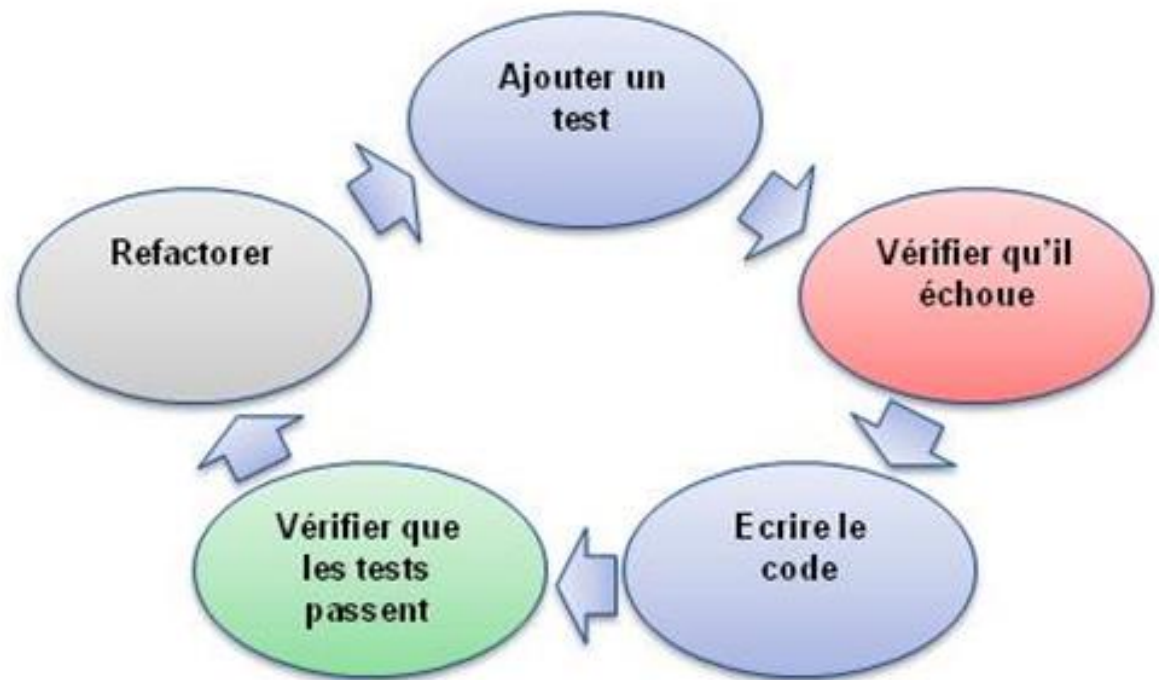 Ajouter un
test
Vérifier qu'il
échoue
Ecrire le
code
Vérifier que
les tests
passent
Refactorer